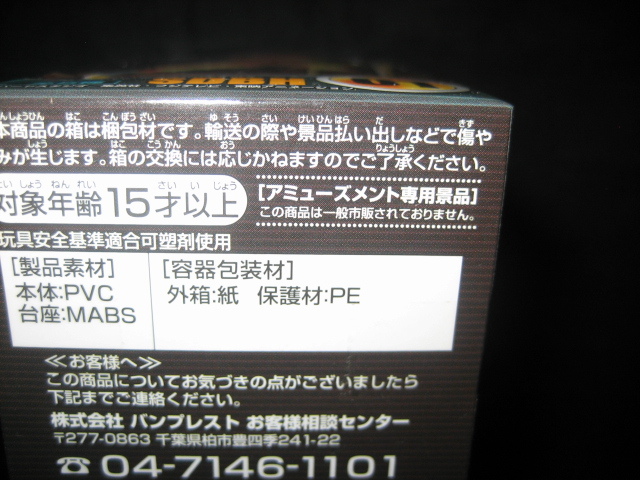 本商品の箱は梱包材です。輸送の際や景品払い出しなどで傷や
みが生じます。箱の交換には応じかねますのでご了承ください。
対象年齢15才以上
[アミューズメント専用景品]
この商品は一般市販されておりません。
玩具安全基準適合可塑剤使用
[製品素材]
本体:PVC
台座:MABS
[容器包装材]
外箱:紙 保護材:PE
≪お客様へ≫
この商品についてお気づきの点がございましたら
下記までご連絡ください。
株式会社 バンプレスト お客様相談センター
〒277-0863 千葉県柏市豊四季241-22
☎ 04-7146-1101